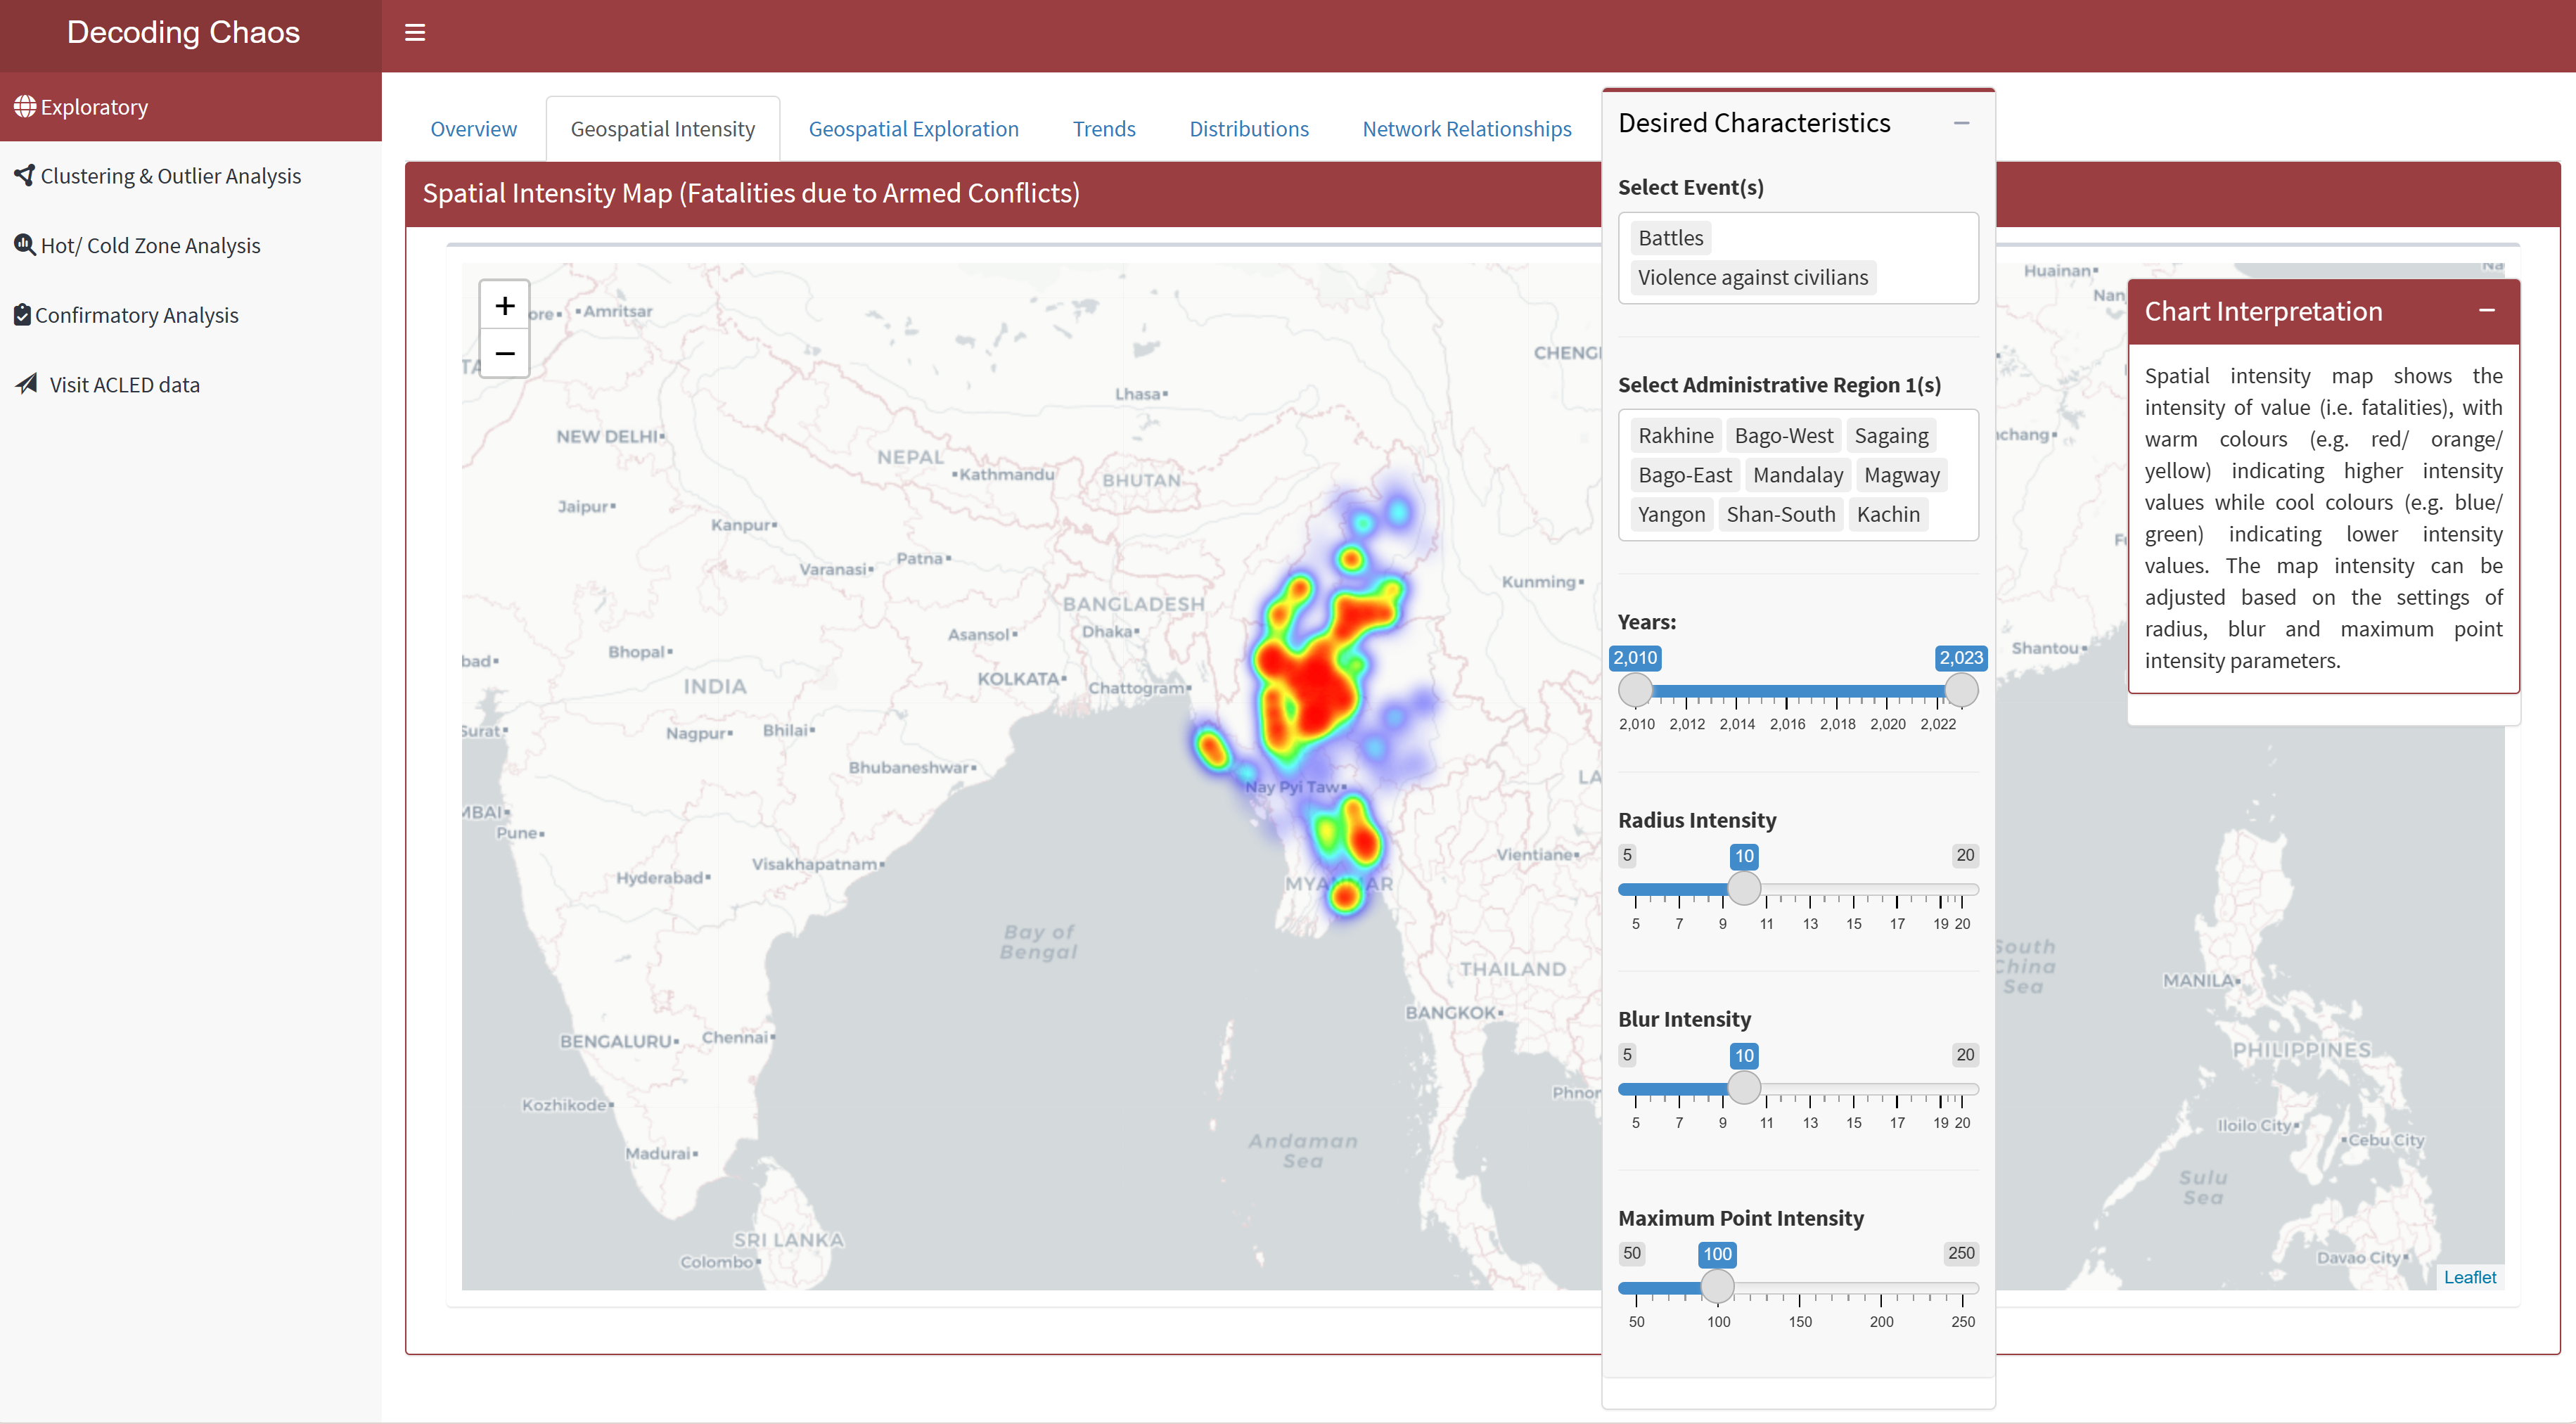 Decoding Chaos
Exploratory
Clustering & Outlier Analysis
Hot/ Cold Zone Analysis
Confirmatory Analysis
Visit ACLED data
Overview
Geospatial Intensity
Geospatial Exploration
Trends
Distributions
Network Relationships
Spatial Intensity Map (Fatalities due to Armed Conflicts)
+
−
Amritsar
Lhasa
NEW DELHI
NEPAL
Kathmandu
BHUTAN
Jaipur
Kanpur
Patna
Varanasi
Kunming
BANGLADESH
Asansol
Dhaka
Bhopal
KOLKATA
Chattogram
INDIA
Surat
Nagpur
Bhilai
Bhubaneshwar
Nay Pyi Taw
Pune
Visakhapatnam
Vientiane
Hyderabad
MYANMAR
Bay of
Bengal
THAILAND
BANGKOK
BENGALURU
Chennai
Kozhikode
Andaman
Sea
Madurai
SRI LANKA
Colombo
Desired Characteristics
Select Event(s)
Battles
Violence against civilians
Select Administrative Region 1(s)
Rakhine Bago-West Sagaing
Bago-East Mandalay Magway
Yangon Shan-South Kachin
Years:
2,010 2,023
2,010 2,012 2,014 2,016 2,018 2,020 2,022
Radius Intensity
5 10 20
5 7 9 11 13 15 17 19 20
Blur Intensity
5 10 20
5 7 9 11 13 15 17 19 20
Maximum Point Intensity
50 100 250
50 100 150 200 250
Huainan
Shantou
South
China
Sea
MANILA
PHILIPPINES
Iloilo City
Cebu City
Sulu
Sea
Davao City
Leaflet
Chart Interpretation
Spatial intensity map shows the
intensity of value (i.e. fatalities), with
warm colours (e.g. red/ orange/
yellow) indicating higher intensity
values while cool colours (e.g. blue/
green) indicating lower intensity
values. The map intensity can be
adjusted based on the settings of
radius, blur and maximum point
intensity parameters.